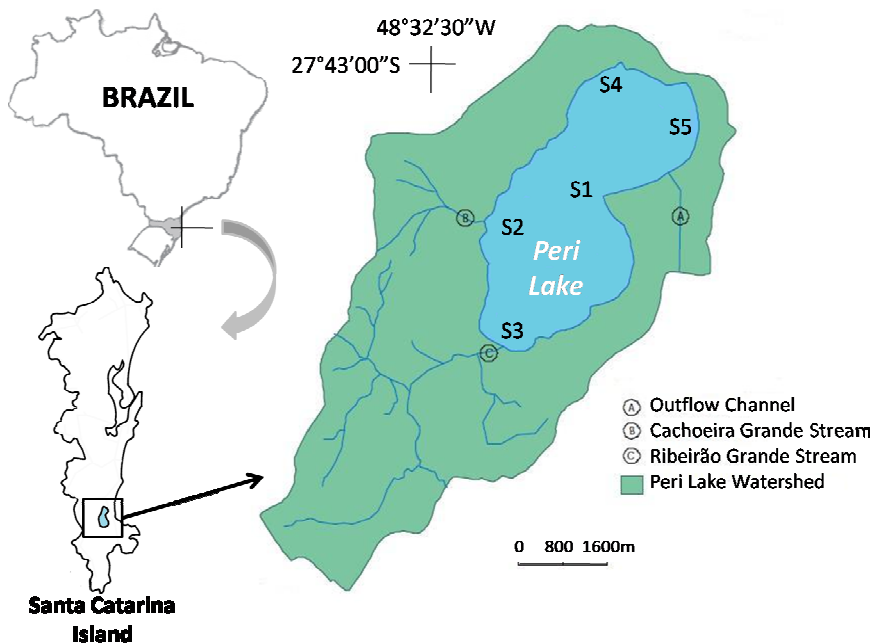 BRAZIL
48°32’30”W
27°43’00”S
S4
S5
S1
B
A
S2
Peri
Lake
S3
C
A Outflow Channel
B Cachoeira Grande Stream
C Ribeirão Grande Stream
Peri Lake Watershed
0 800 1600m
Santa Catarina
Island